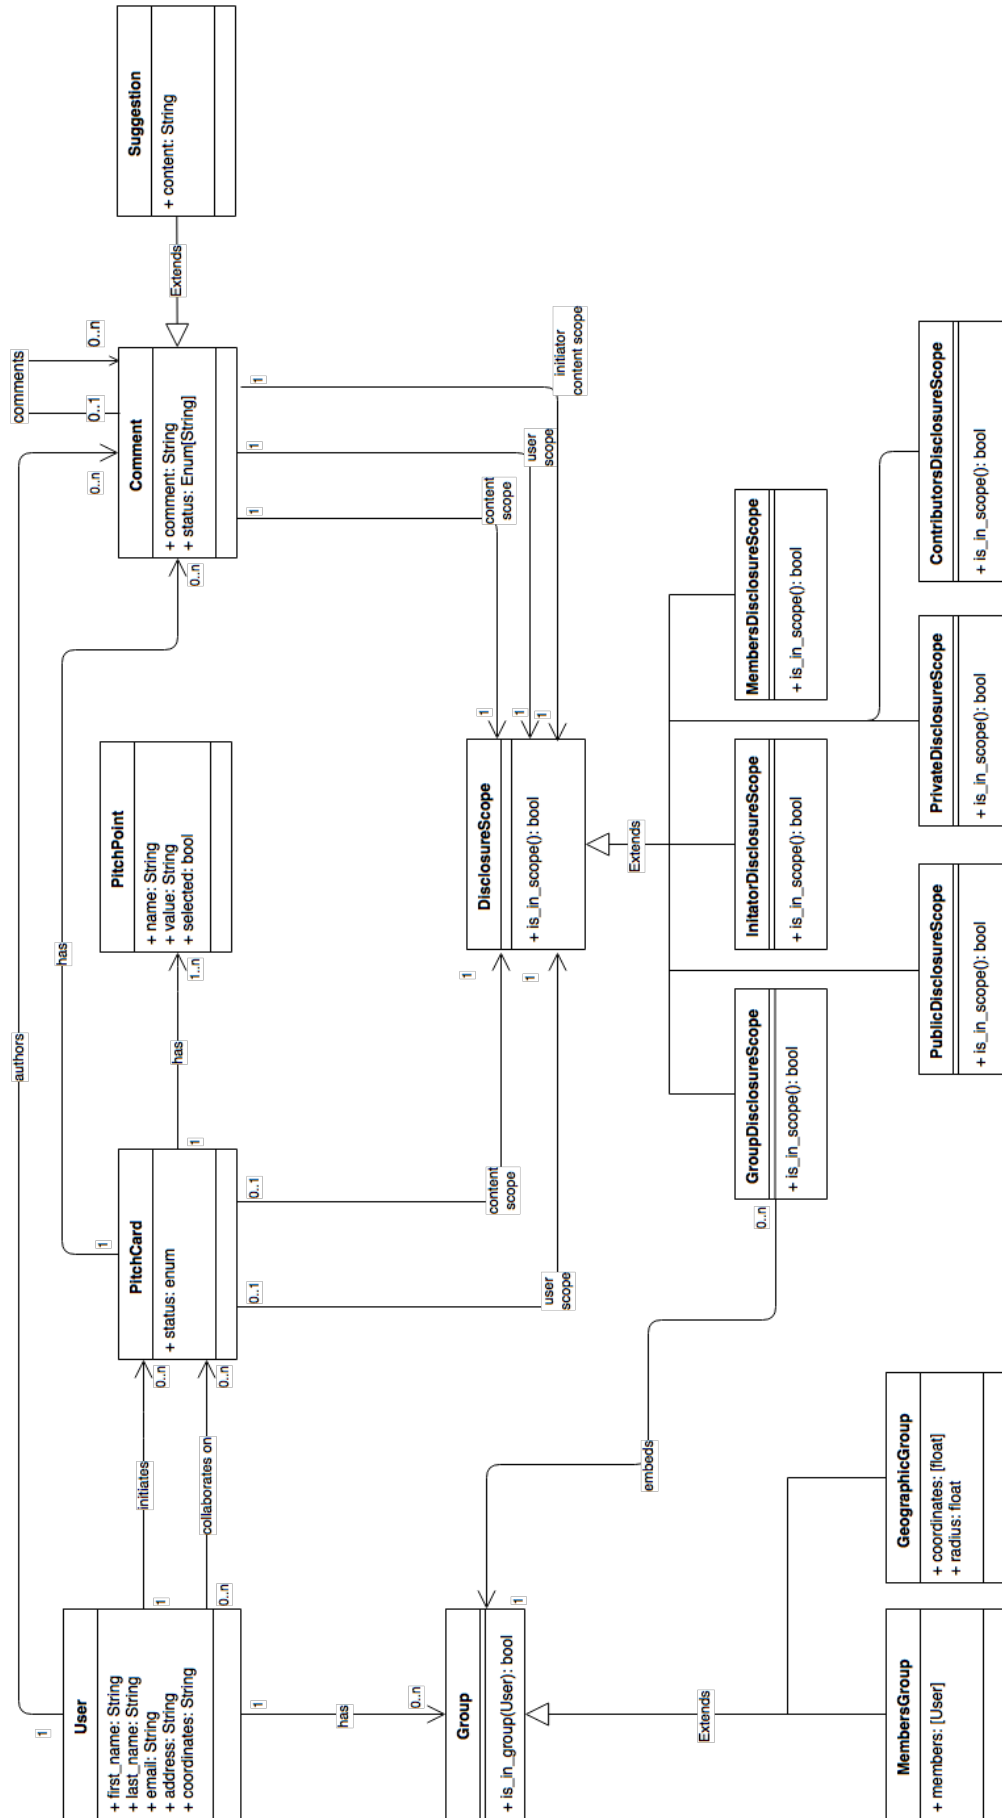 authors
comments
1
0..n
0..1
0..n
has
User
+ first_name: String
+ last_name: String
+ email: String
+ address: String
+ coordinates: String
1
initiates
0..n
0..n
collaborates on
0..n
PitchCard
+ status: enum
1
1
has
1..n
PitchPoint
+ name: String
+ value: String
+ selected: bool
0..n
Comment
+ comment: String
+ status: Enum[String]
Extends
Suggestion
+ content: String
1
has
0..n
0..1
0..1
1
1
1
content
scope
user
scope
content
scope
user
scope
initiator
content scope
Group
+ is_in_group(User): bool
1
1
1
DisclosureScope
+ is_in_scope(): bool
1
1
1
embeds
Extends
Extends
0..n
GroupDisclosureScope
+ is_in_scope(): bool
InitiatorDisclosureScope
+ is_in_scope(): bool
MembersDisclosureScope
+ is_in_scope(): bool
MembersGroup
+ members: [User]
GeographicGroup
+ coordinates: [float]
+ radius: float
PublicDisclosureScope
+ is_in_scope(): bool
PrivateDisclosureScope
+ is_in_scope(): bool
ContributorsDisclosureScope
+ is_in_scope(): bool